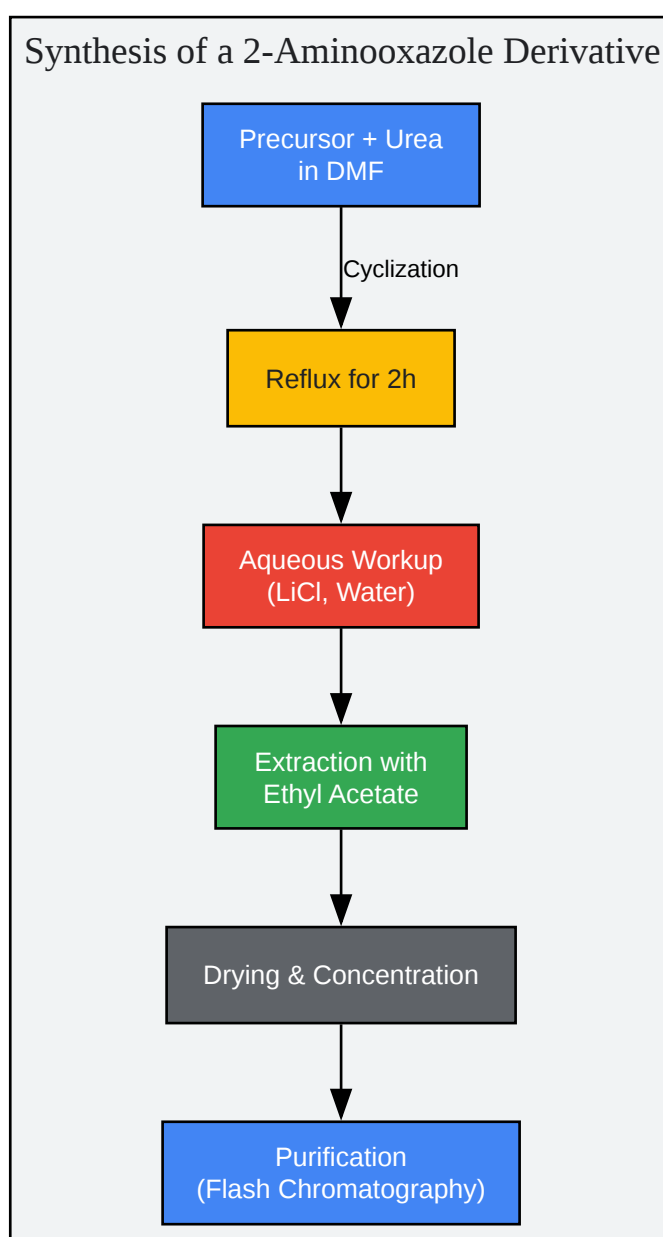 Synthesis of a 2-Aminooxazole Derivative
Precursor + Urea
in DMF
Cyclization
Reflux for 2h
Aqueous Workup
(LiCl, Water)
Extraction with
Ethyl Acetate
Drying & Concentration
Purification
(Flash Chromatography)